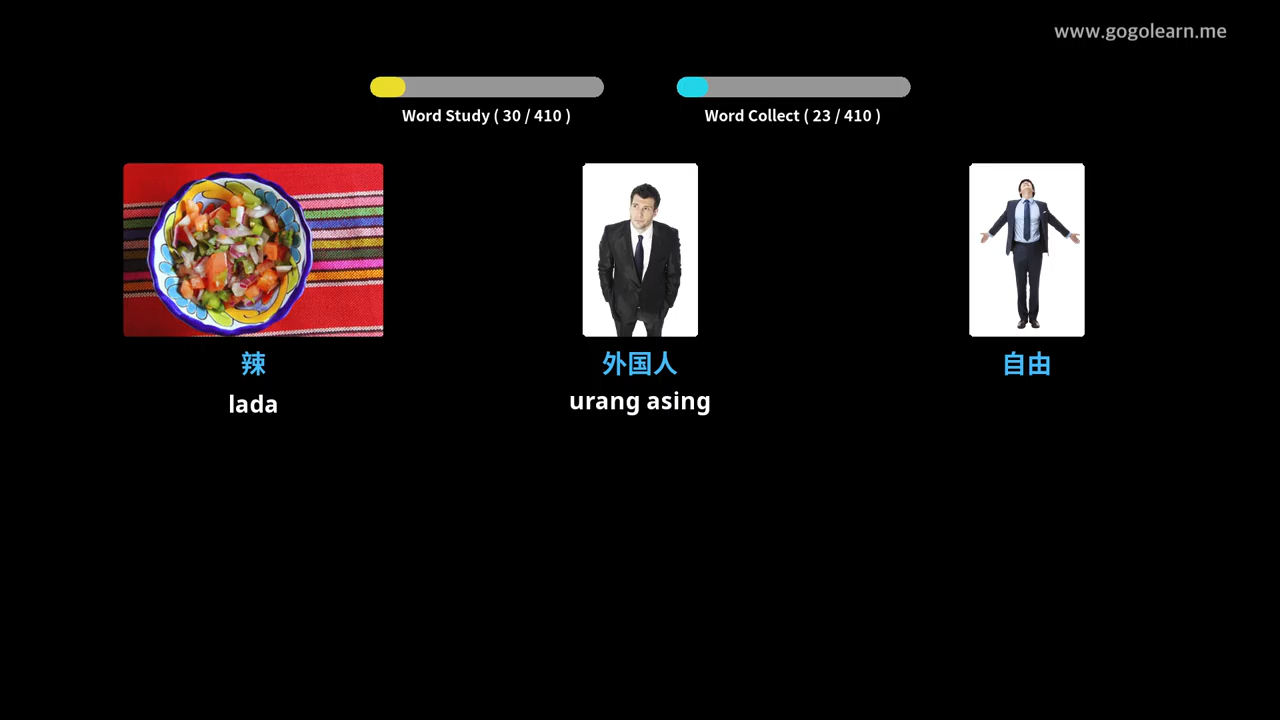 www.gogolearn.me
Word Study ( 30 / 410 )
Word Collect ( 23 / 410 )
辣
外国人
自由
lada
urang asing